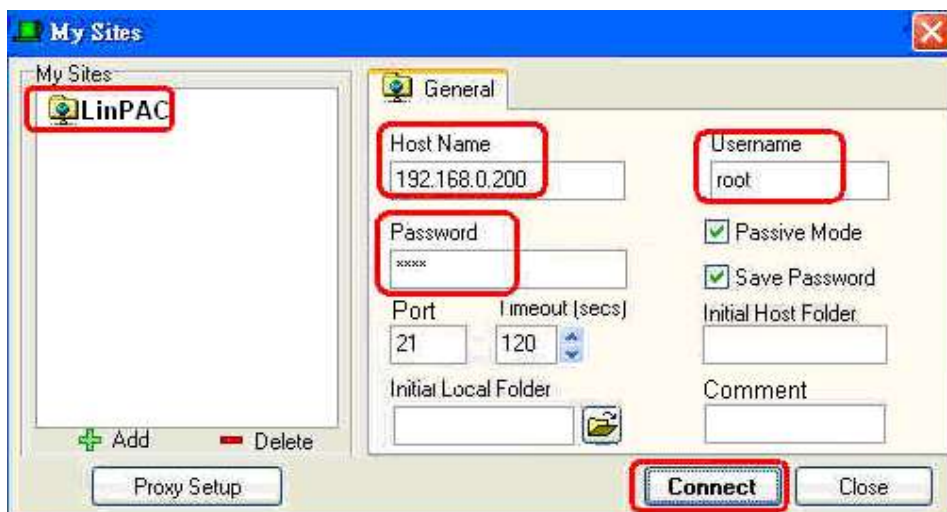 My Sites
My Sites
LinPAC
Add
Delete
Proxy Setup
General
Host Name
Username
192.168.0.200
root
Password
Passive Mode
xxxx
Save Password
Port
Timeout (secs)
Initial Host Folder
21
120
Initial Local Folder
Comment
Connect
Close